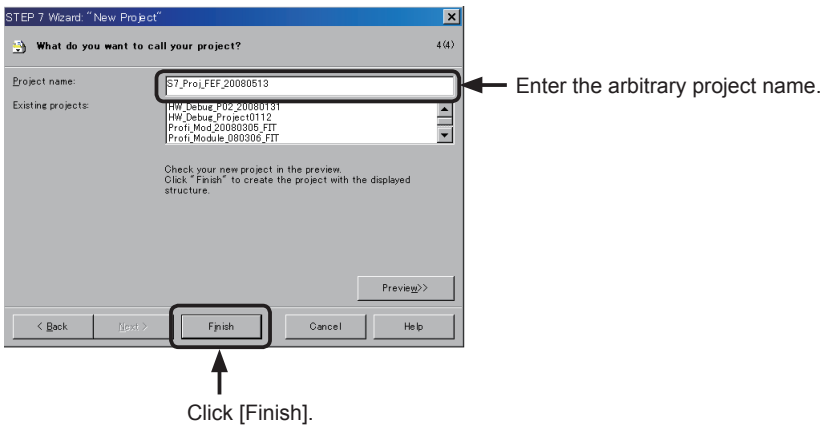 STEP 7 Wizard: "New Project"
What do you want to call your project?
4(4)
Project name:
S7_Proj_FEF_20080513
Enter the arbitrary project name.
Existing projects:
HW_Debug_P02_20080131
HW_Debug_Project0112
Profi_Mod_20080305_FIT
Profi_Module_080306_FIT
Check your new project in the preview.
Click "Finish" to create the project with the displayed
structure.
Preview>>
< Back
Next >
Finish
Cancel
Help
Click [Finish].